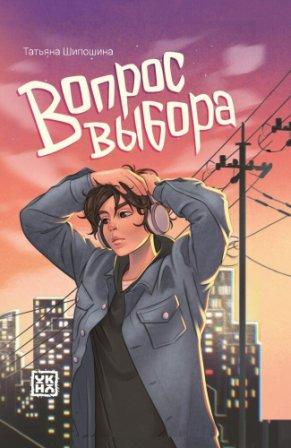 Татьяна Шипошина
Вопрос
выбора